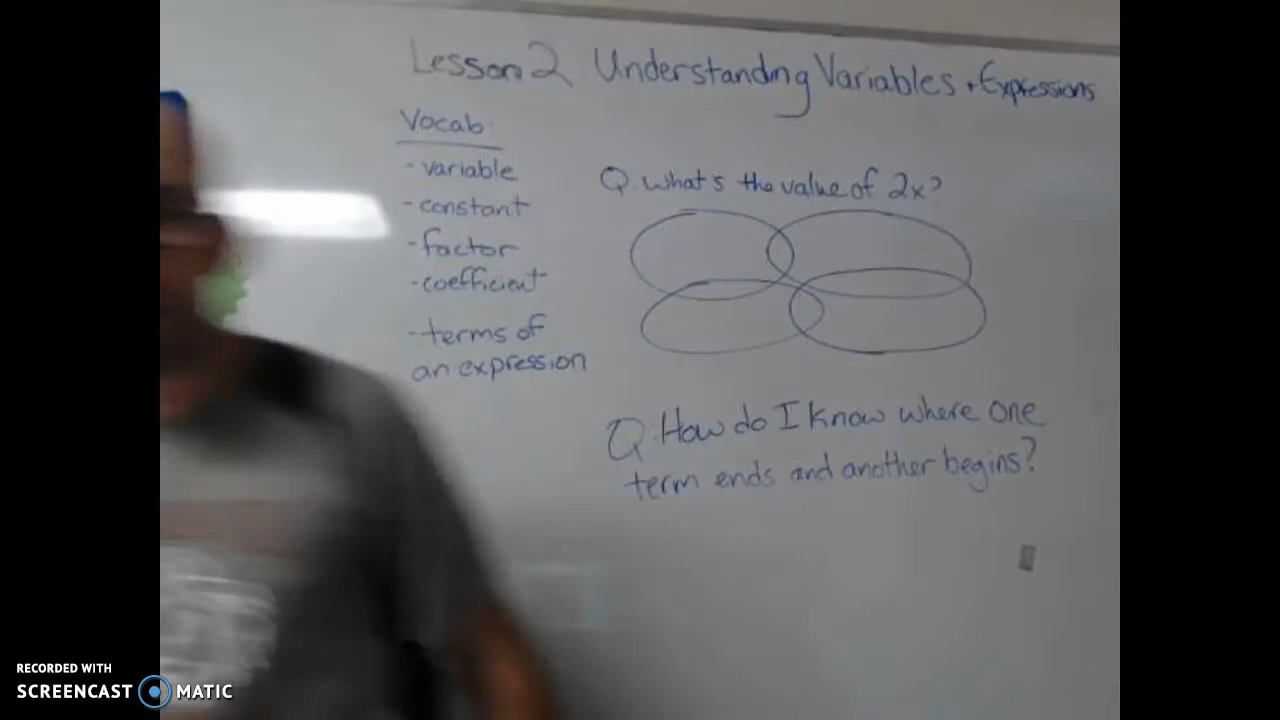 Lesson 2 Understanding Variables + Expressions
Vocab
- variable
- constant
- factor
- coefficient
- terms of
an expression
Q. What's the value of 2x?
Q. How do I know where one
term ends and another begins?
RECORDED WITH
SCREENCAST MATIC